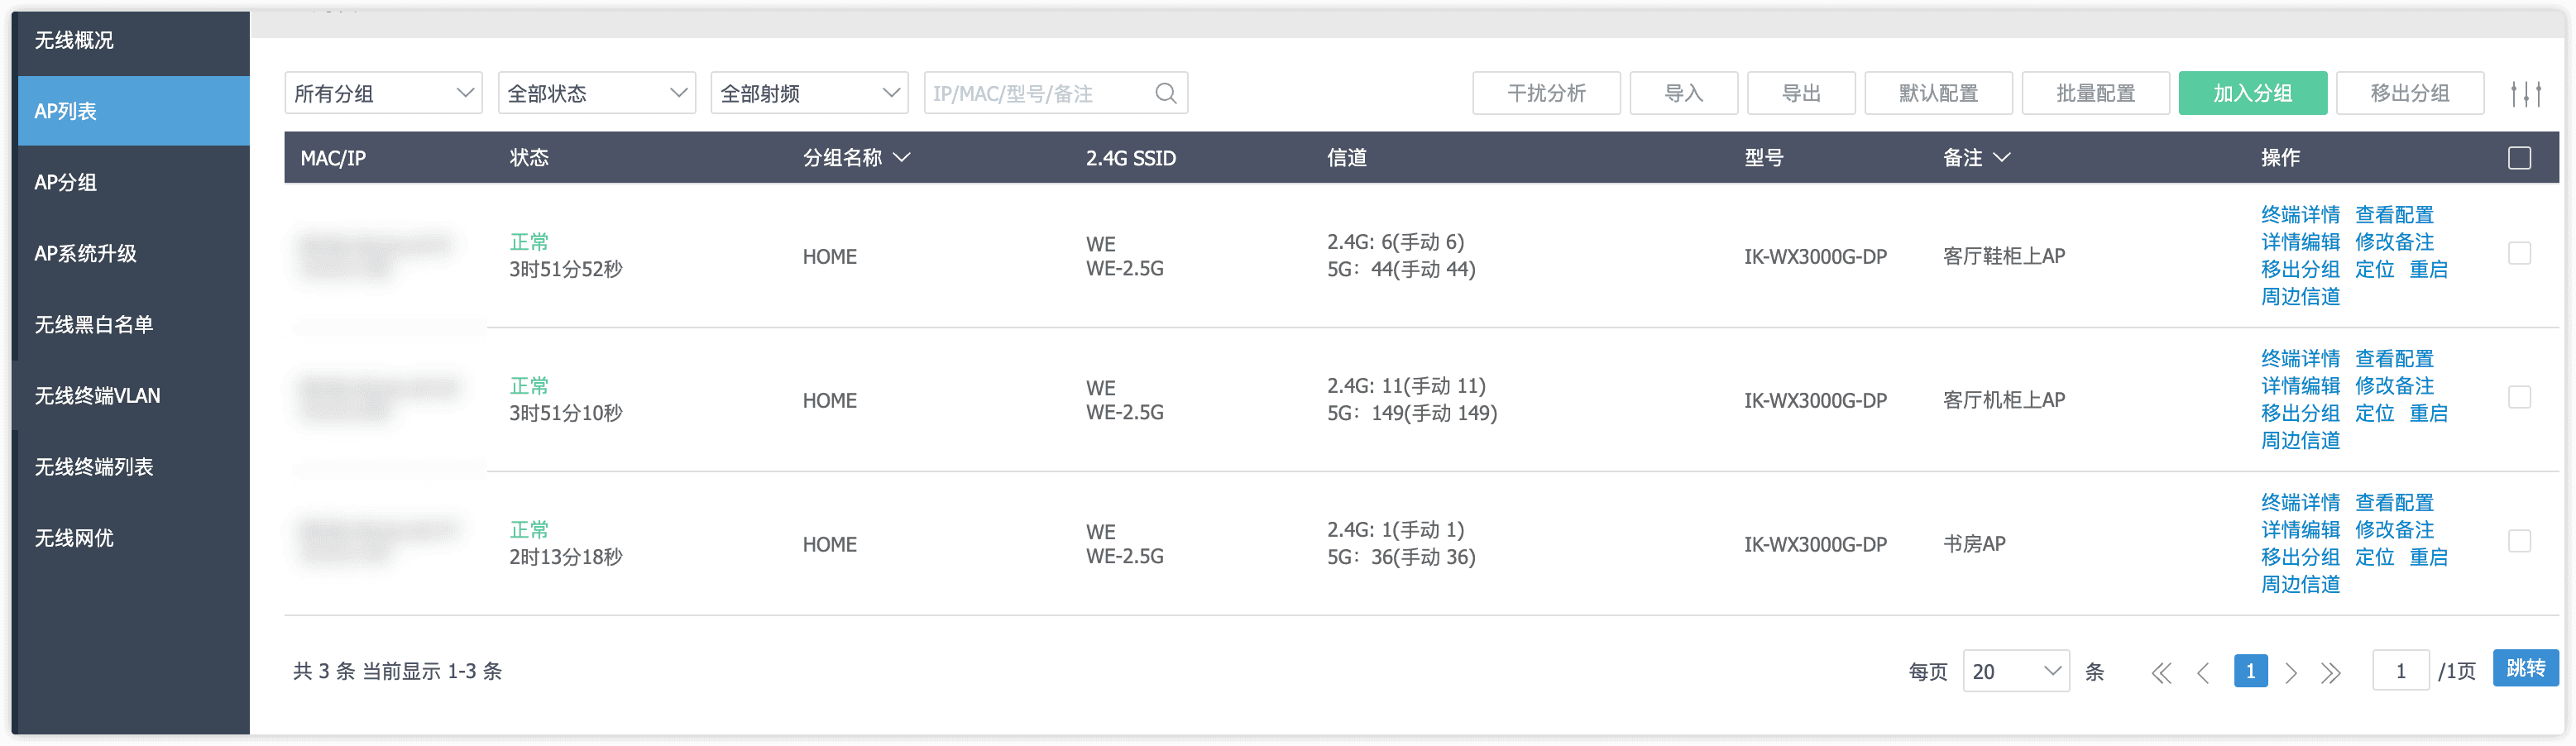 无线概况
AP列表
AP分组
AP系统升级
无线黑白名单
无线终端VLAN
无线终端列表
无线网优
所有分组 全部状态 全部射频 IP/MAC/型号/备注 干扰分析 导入 导出 默认配置 批量配置 加入分组 移出分组
MAC/IP 状态 分组名称 2.4G SSID 信道 型号 备注 操作
正常
3时51分52秒
HOME
WE
WE-2.5G
2.4G: 6(手动 6)
5G: 44(手动 44)
IK-WX3000G-DP
客厅鞋柜上AP
终端详情 查看配置
详情编辑 修改备注
移出分组 定位 重启
周边信道
正常
3时51分10秒
HOME
WE
WE-2.5G
2.4G: 11(手动 11)
5G: 149(手动 149)
IK-WX3000G-DP
客厅机柜上AP
终端详情 查看配置
详情编辑 修改备注
移出分组 定位 重启
周边信道
正常
2时13分18秒
HOME
WE
WE-2.5G
2.4G: 1(手动 1)
5G: 36(手动 36)
IK-WX3000G-DP
书房AP
终端详情 查看配置
详情编辑 修改备注
移出分组 定位 重启
周边信道
共 3 条 当前显示 1-3 条 每页 20 条 1 1 /1页 跳转